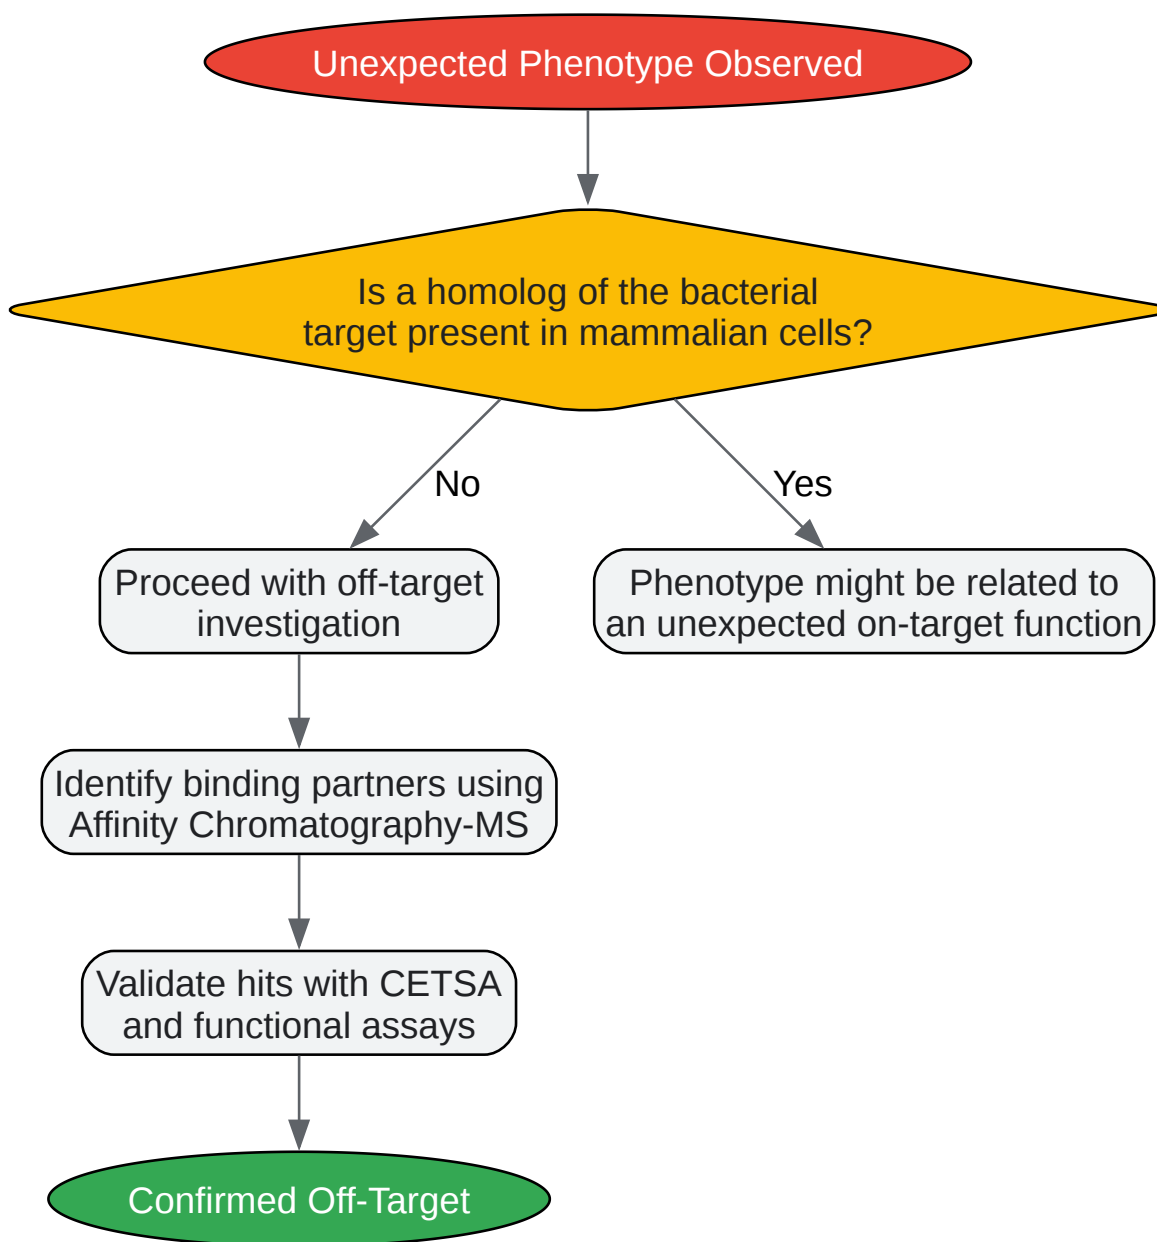 Unexpected Phenotype Observed
Is a homolog of the bacterial
target present in mammalian cells?
No
Yes
Proceed with off-target
investigation
Phenotype might be related to
an unexpected on-target function
Identify binding partners using
Affinity Chromatography-MS
Validate hits with CETSA
and functional assays
Confirmed Off-Target